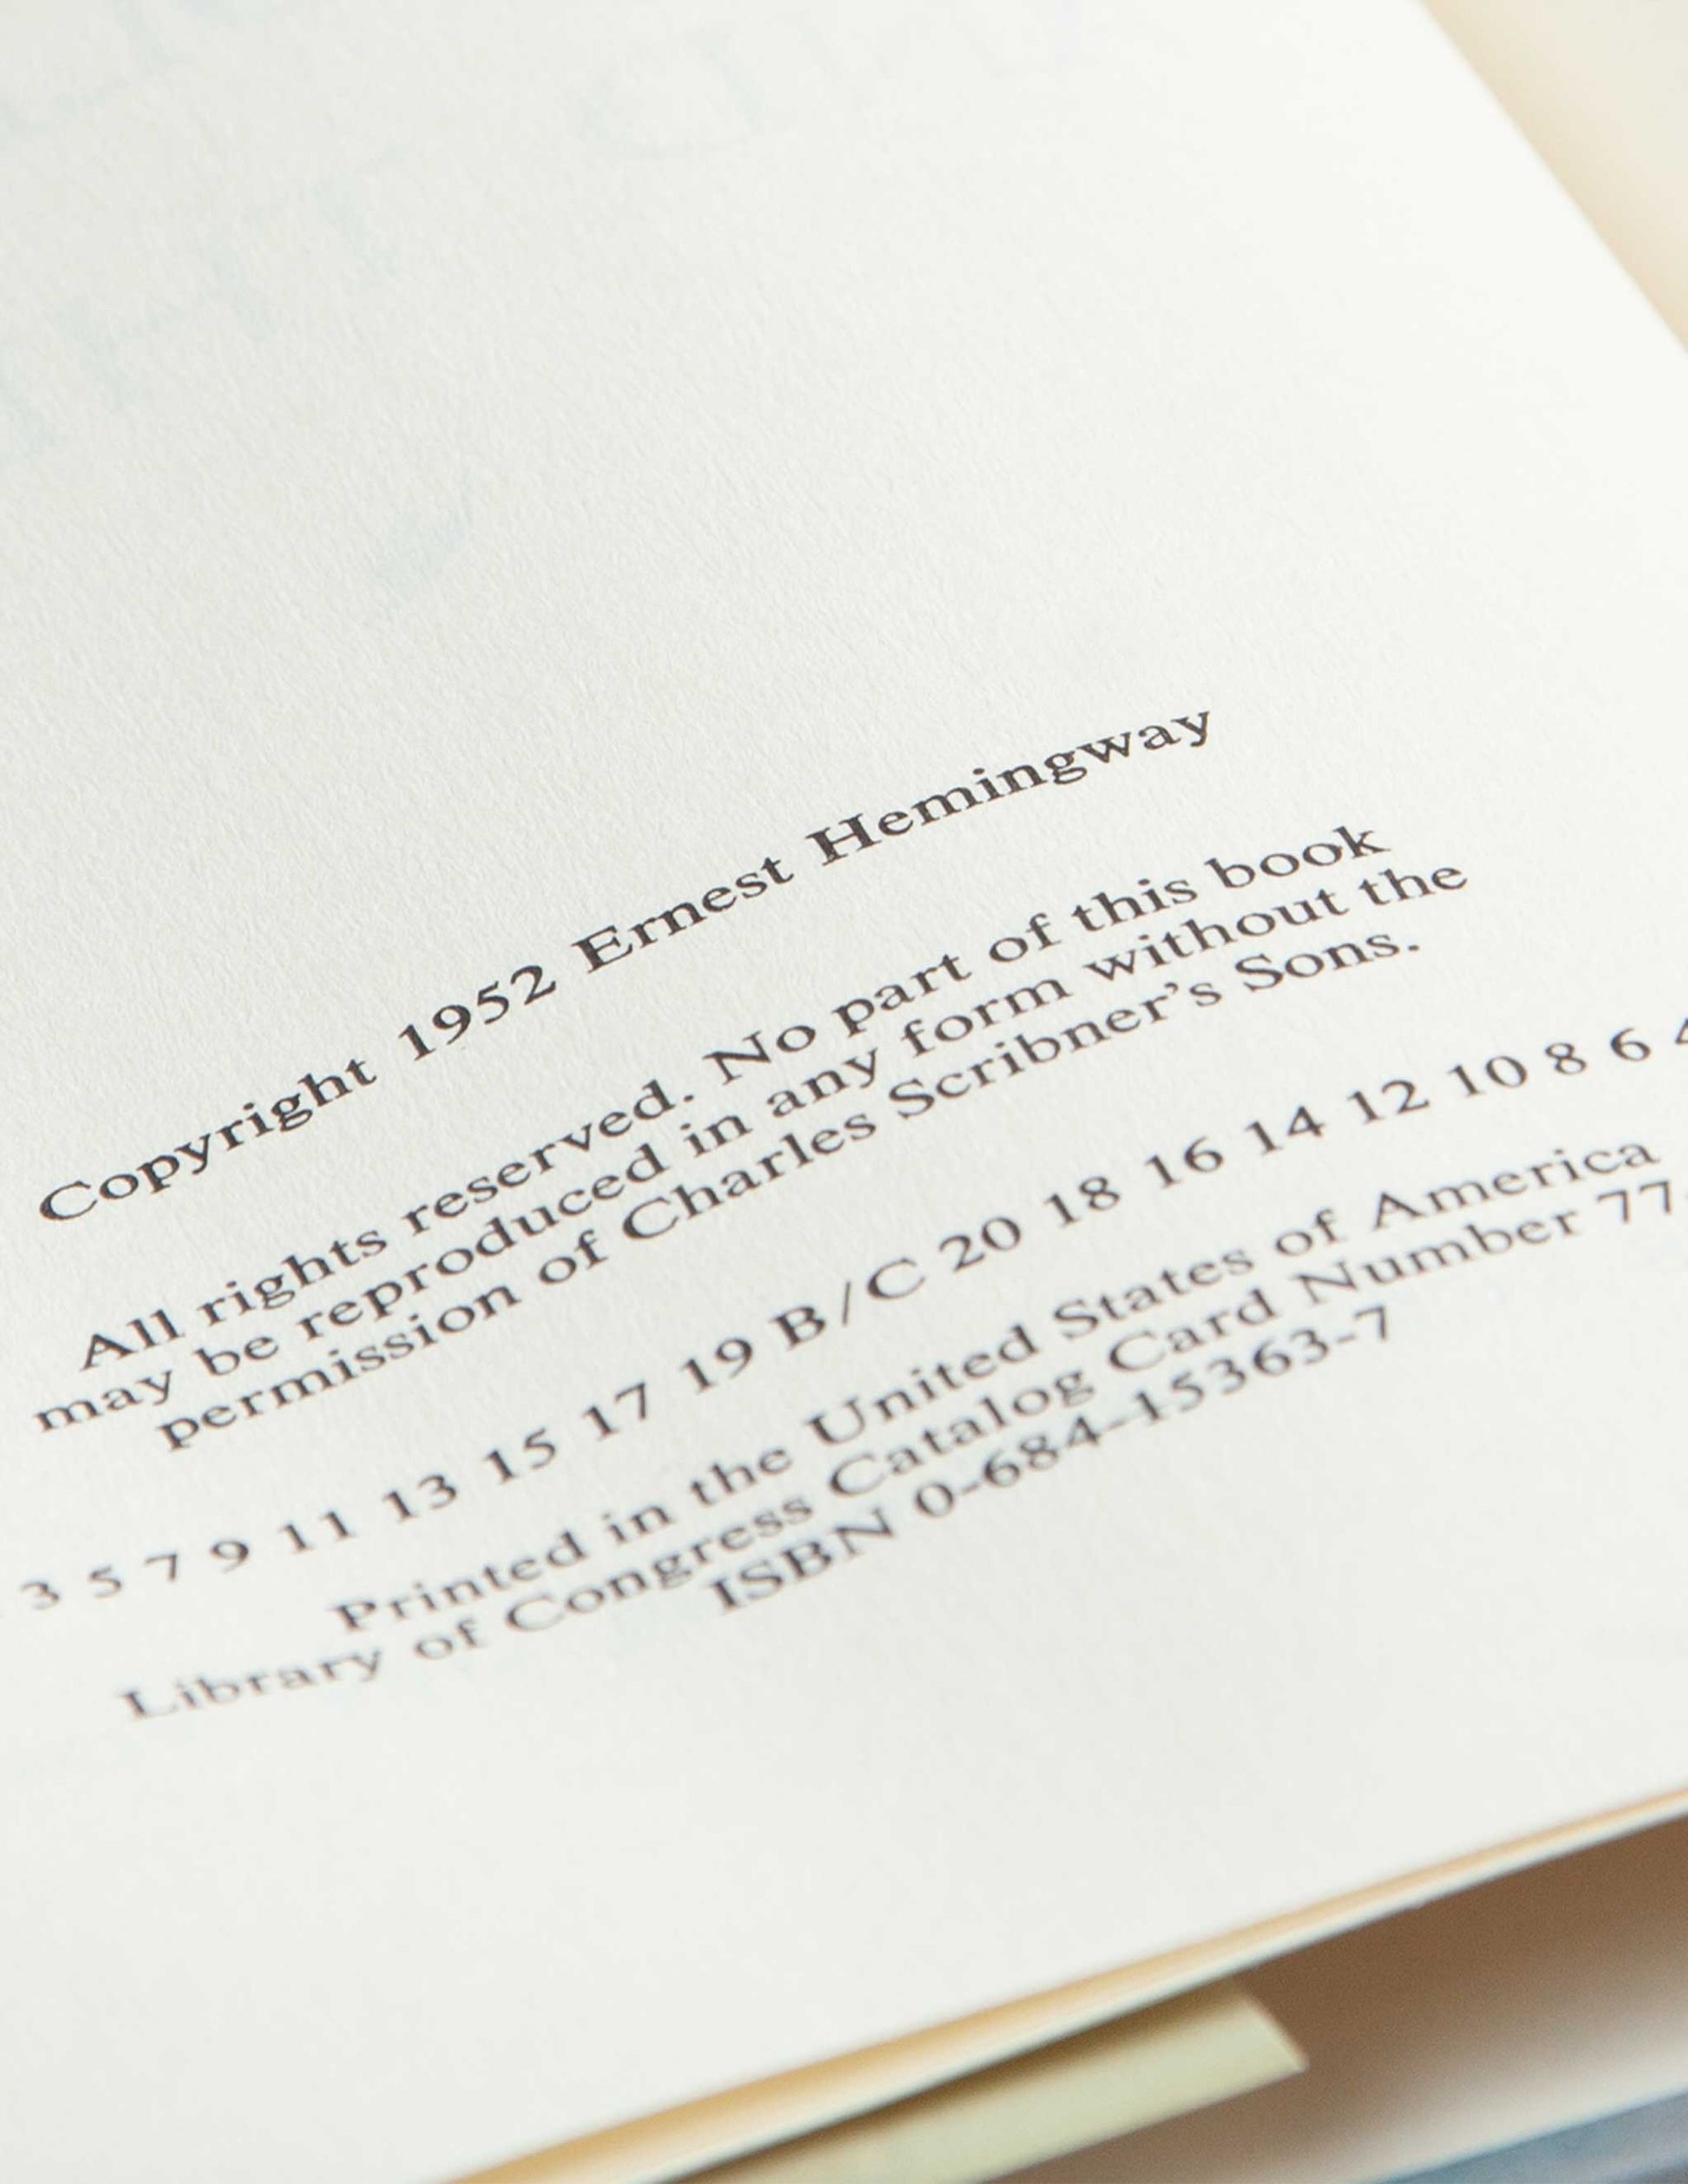 Copyright 1952 Ernest Hemingway
All rights reserved. No part of this book
may be reproduced in any form without the
permission of Charles Scribner's Sons.
3 5 7 9 11 13 15 17 19 B/C 20 18 16 14 12 10 8 6 4
Printed in the United States of America
Library of Congress Catalog Card Number 77-
ISBN 0-684-15363-7